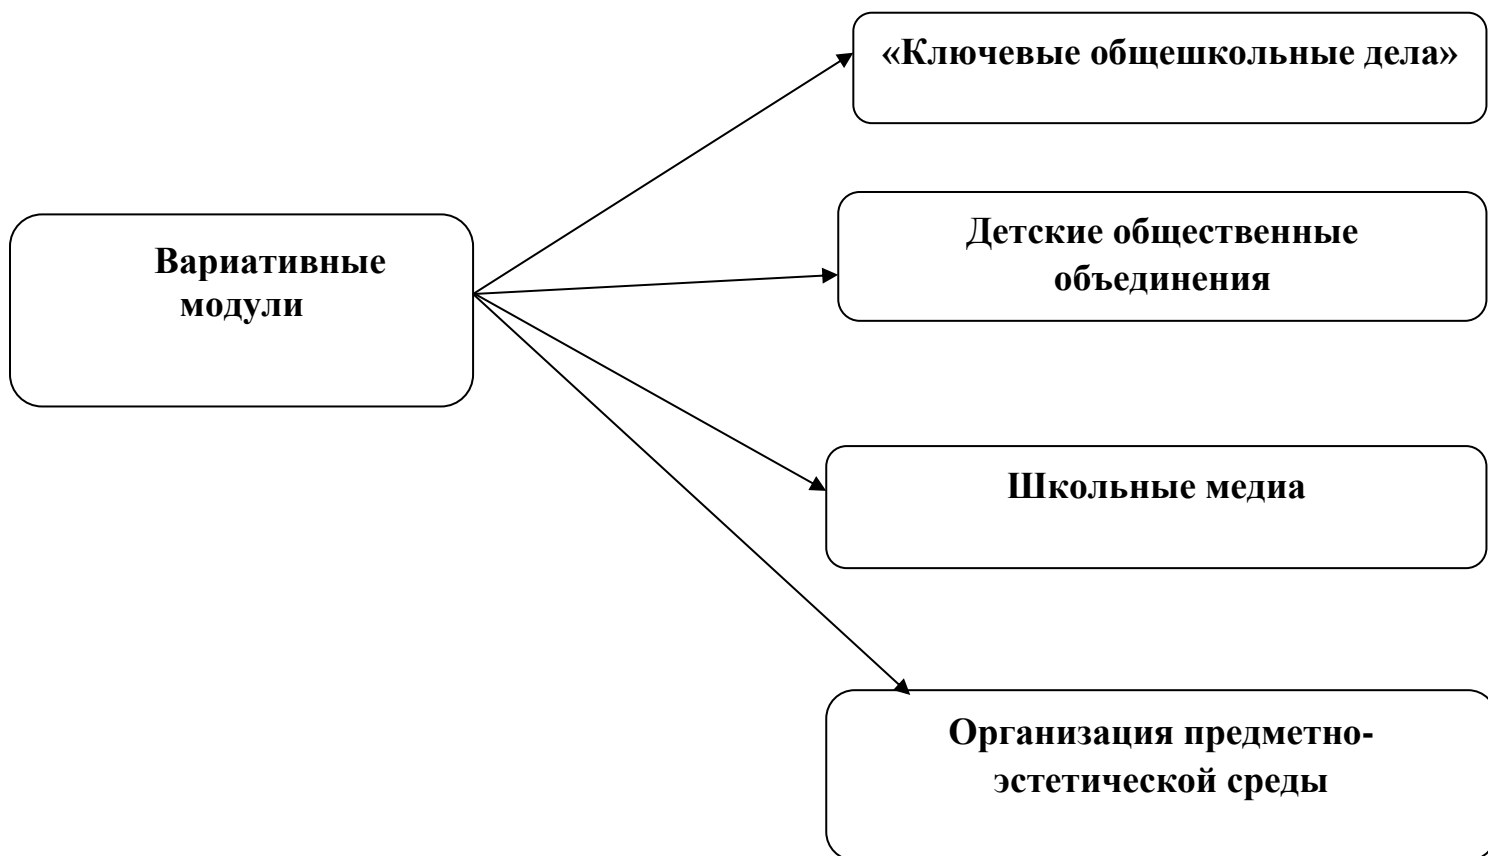 «Ключевые общешкольные дела»
Детские общественные
объединения
Вариативные
модули
Школьные медиа
Организация предметно-
эстетической среды